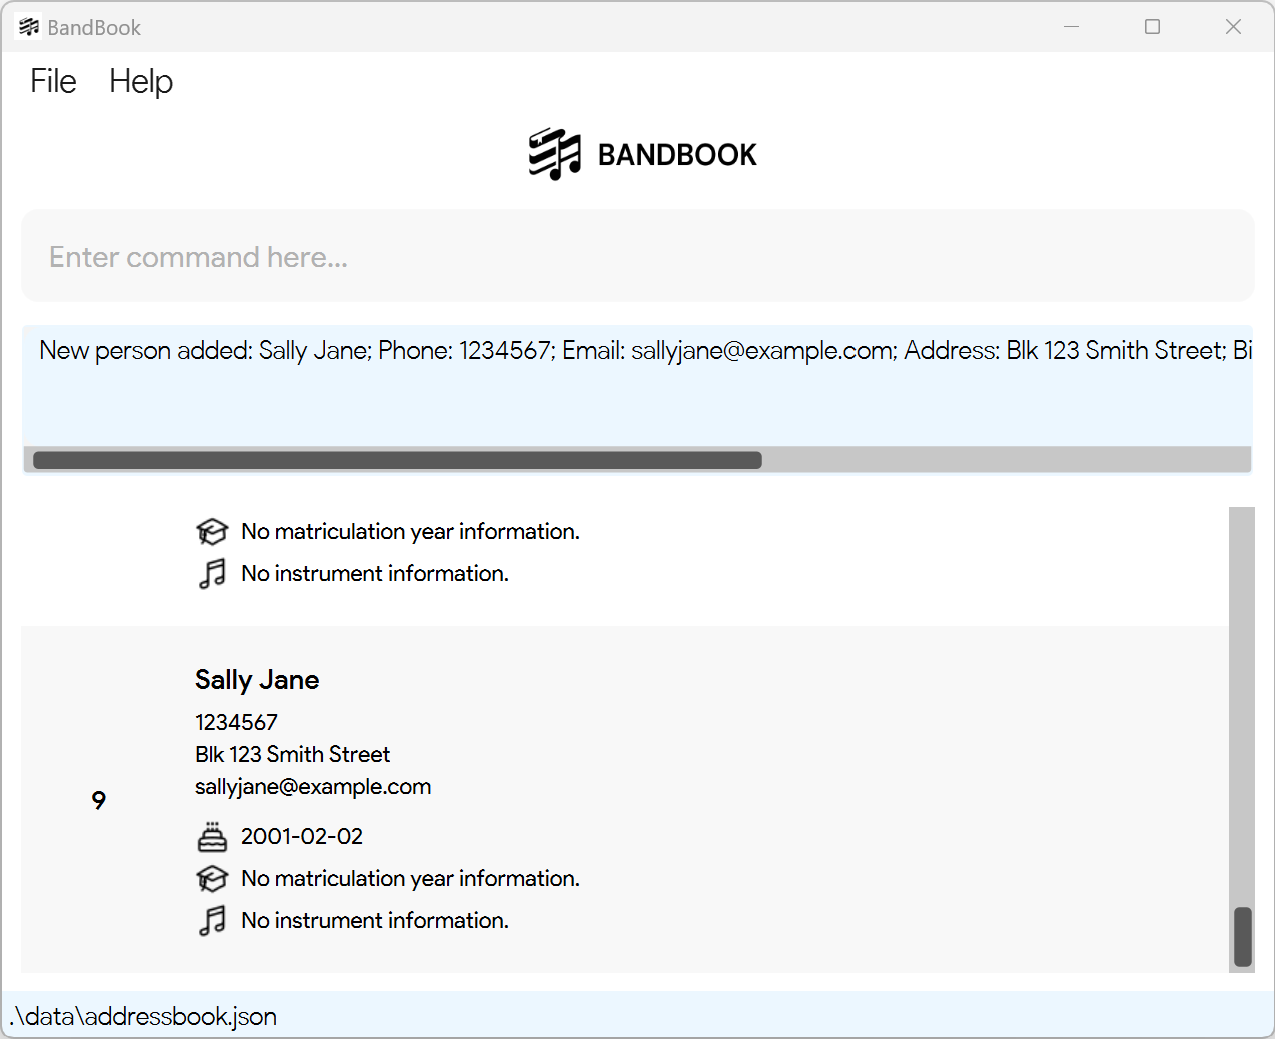 BandBook
File Help
BANDBOOK
Enter command here...
New person added: Sally Jane; Phone: 1234567; Email: sallyjane@example.com; Address: Blk 123 Smith Street; Bi
No matriculation year information.
No instrument information.
Sally Jane
1234567
Blk 123 Smith Street
sallyjane@example.com
9
2001-02-02
No matriculation year information.
No instrument information.
.\data\addressbook.json